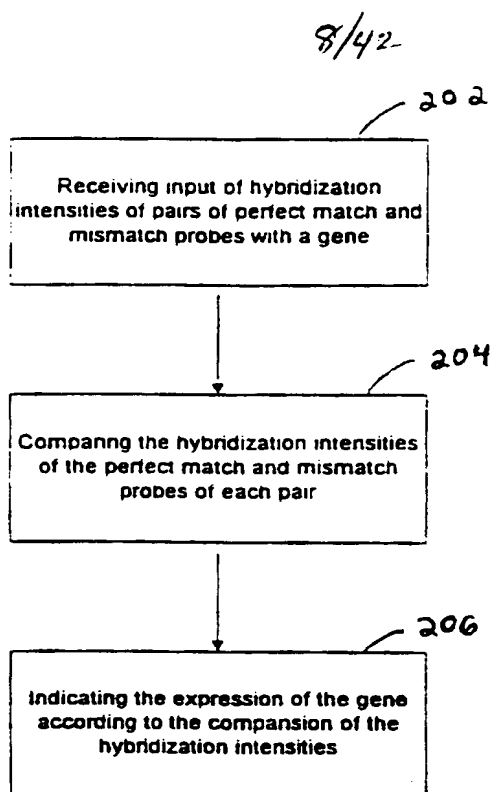 8/42
202
Receiving input of hybridization
intensities of pairs of perfect match and
mismatch probes with a gene
204
Comparing the hybridization intensities
of the perfect match and mismatch
probes of each pair
206
Indicating the expression of the gene
according to the comparision of the
hybridization intensities